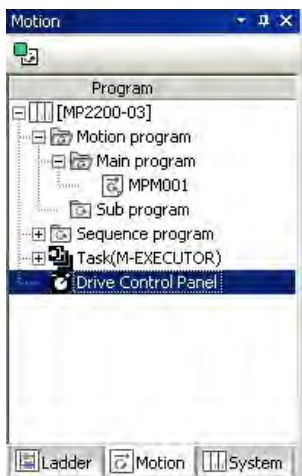 Motion
Program
[MP2200-03]
Motion program
Main program
MPM001
Sub program
Sequence program
Task(M-EXECUTOR)
Drive Control Panel
Ladder Motion System